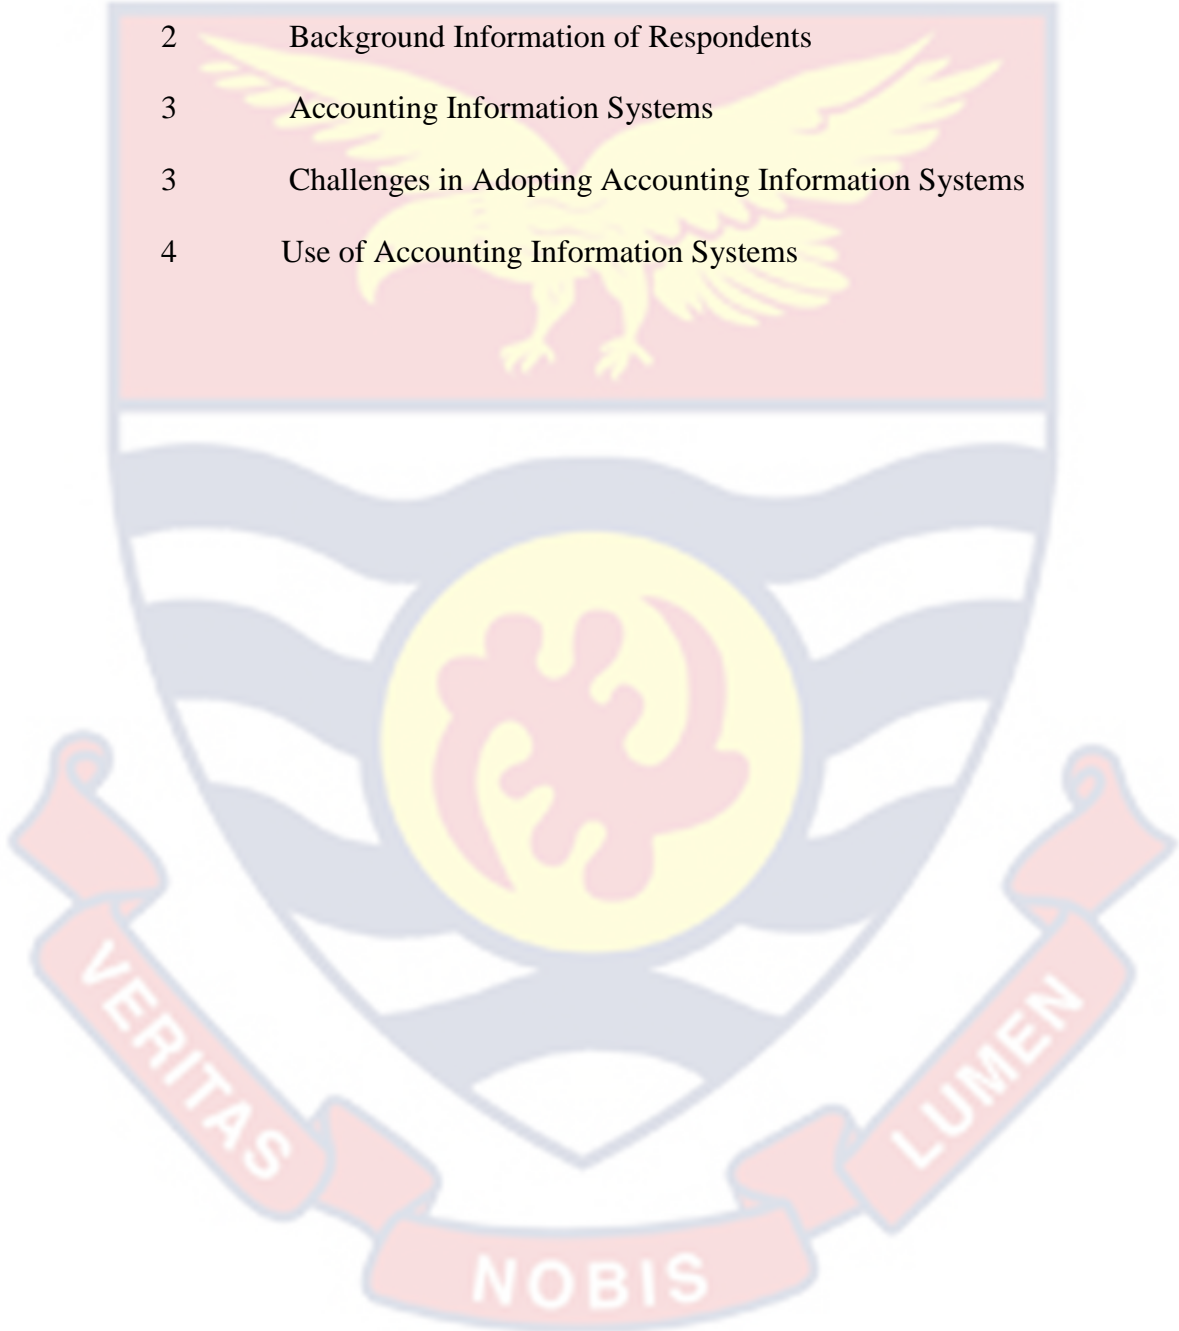 2 Background Information of Respondents
3 Accounting Information Systems
3 Challenges in Adopting Accounting Information Systems
4 Use of Accounting Information Systems
VERITAS
NOBIS
LUMEN